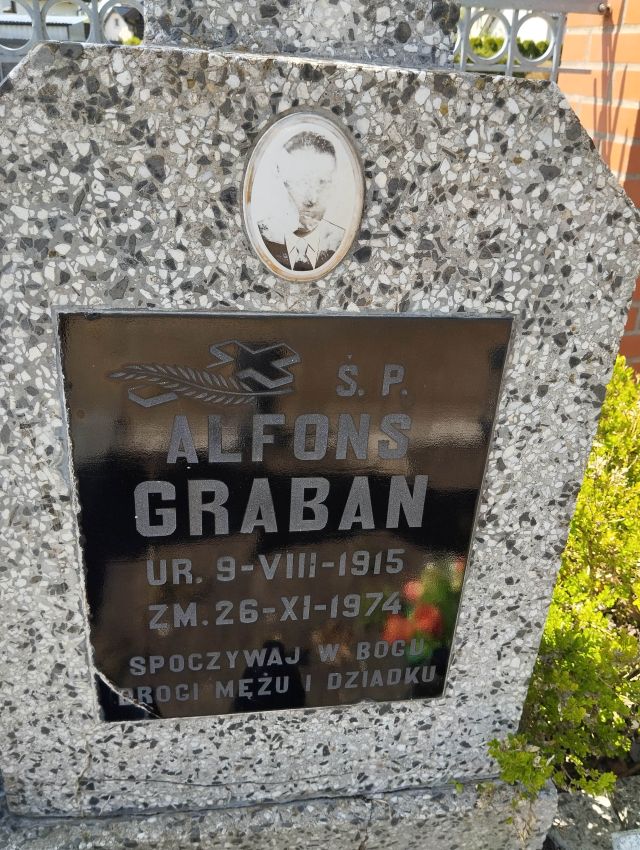 Ś. P.
ALFONS
GRABAN
UR. 9-VIII-1915
ZM. 26-XI-1974
SPOCZYWAJ W BOGU
DROGI MĘŻU I DZIADKU